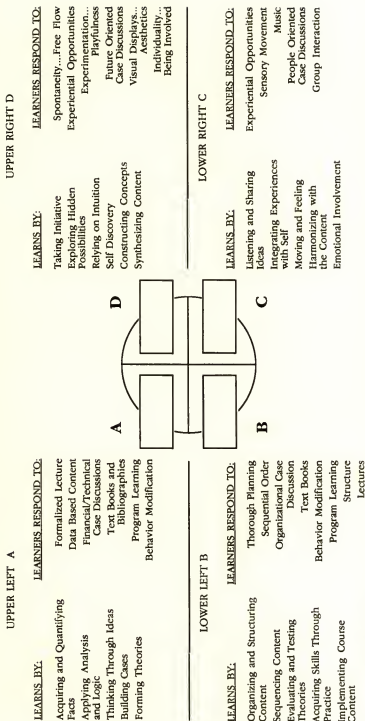 UPPER LEFT A
LEARNS BY:
Acquiring and Quantifying
Facts
Applying Analysis
and Logic
Thinking Through Ideas
Building Cases
Forming Theories
LEARNERS RESPOND TO:
Formalized Lecture
Data Based Content
Financial/Technical
Case Discussions
Text Books and
Bibliographies
Program Learning
Behavior Modification
UPPER RIGHT D
LEARNS BY:
Taking Initiative
Exploring Hidden
Possibilities
Relying on Intuition
Self Discovery
Constructing Concepts
Synthesizing Content
LEARNERS RESPOND TO:
Spontaneity....Free Flow
Experiential Opportunities
Experimentation...
Playfulness
Future Oriented
Case Discussions
Visual Displays...
Aesthetics
Individuality...
Being Involved
A
D
B
C
LOWER LEFT B
LEARNS BY:
Organizing and Structuring
Content
Sequencing Content
Evaluating and Testing
Theories
Acquiring Skills Through
Practice
Implementing Course
Content
LEARNERS RESPOND TO:
Thorough Planning
Sequential Order
Organizational Case
Discussion
Text Books
Behavior Modification
Program Learning
Structure
Lectures
LOWER RIGHT C
LEARNS BY:
Listening and Sharing
Ideas
Integrating Experiences
with Self
Moving and Feeling
Harmonizing with
the Content
Emotional Involvement
LEARNERS RESPOND TO:
Experiential Opportunities
Sensory Movement
Music
People Oriented
Case Discussions
Group Interaction